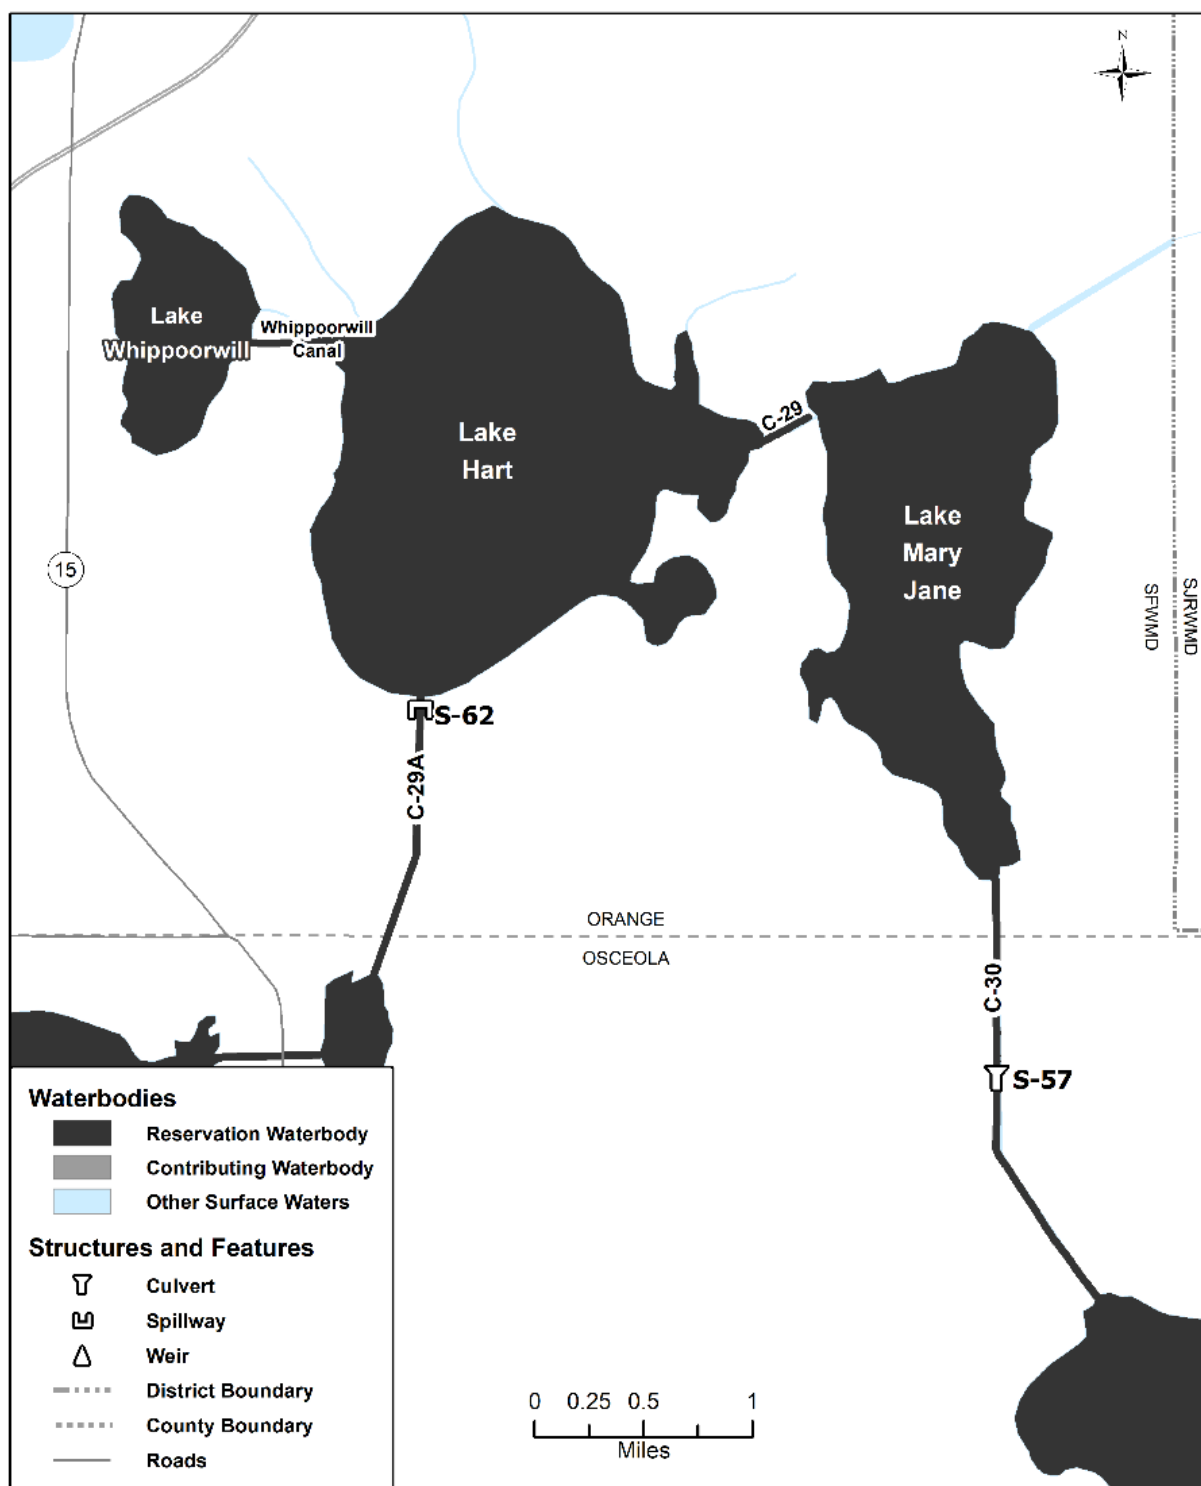 N
Lake
Whippoorwill
Whippoorwill
Canal
C-29
Lake
Hart
Lake
Mary
Jane
15
SFWMD
SJRWMD
S-62
C-29A
ORANGE
OSCEOLA
C-30
S-57
Waterbodies
Reservation Waterbody
Contributing Waterbody
Other Surface Waters
Structures and Features
Culvert
Spillway
Weir
District Boundary
County Boundary
Roads
0 0.25 0.5 1
Miles